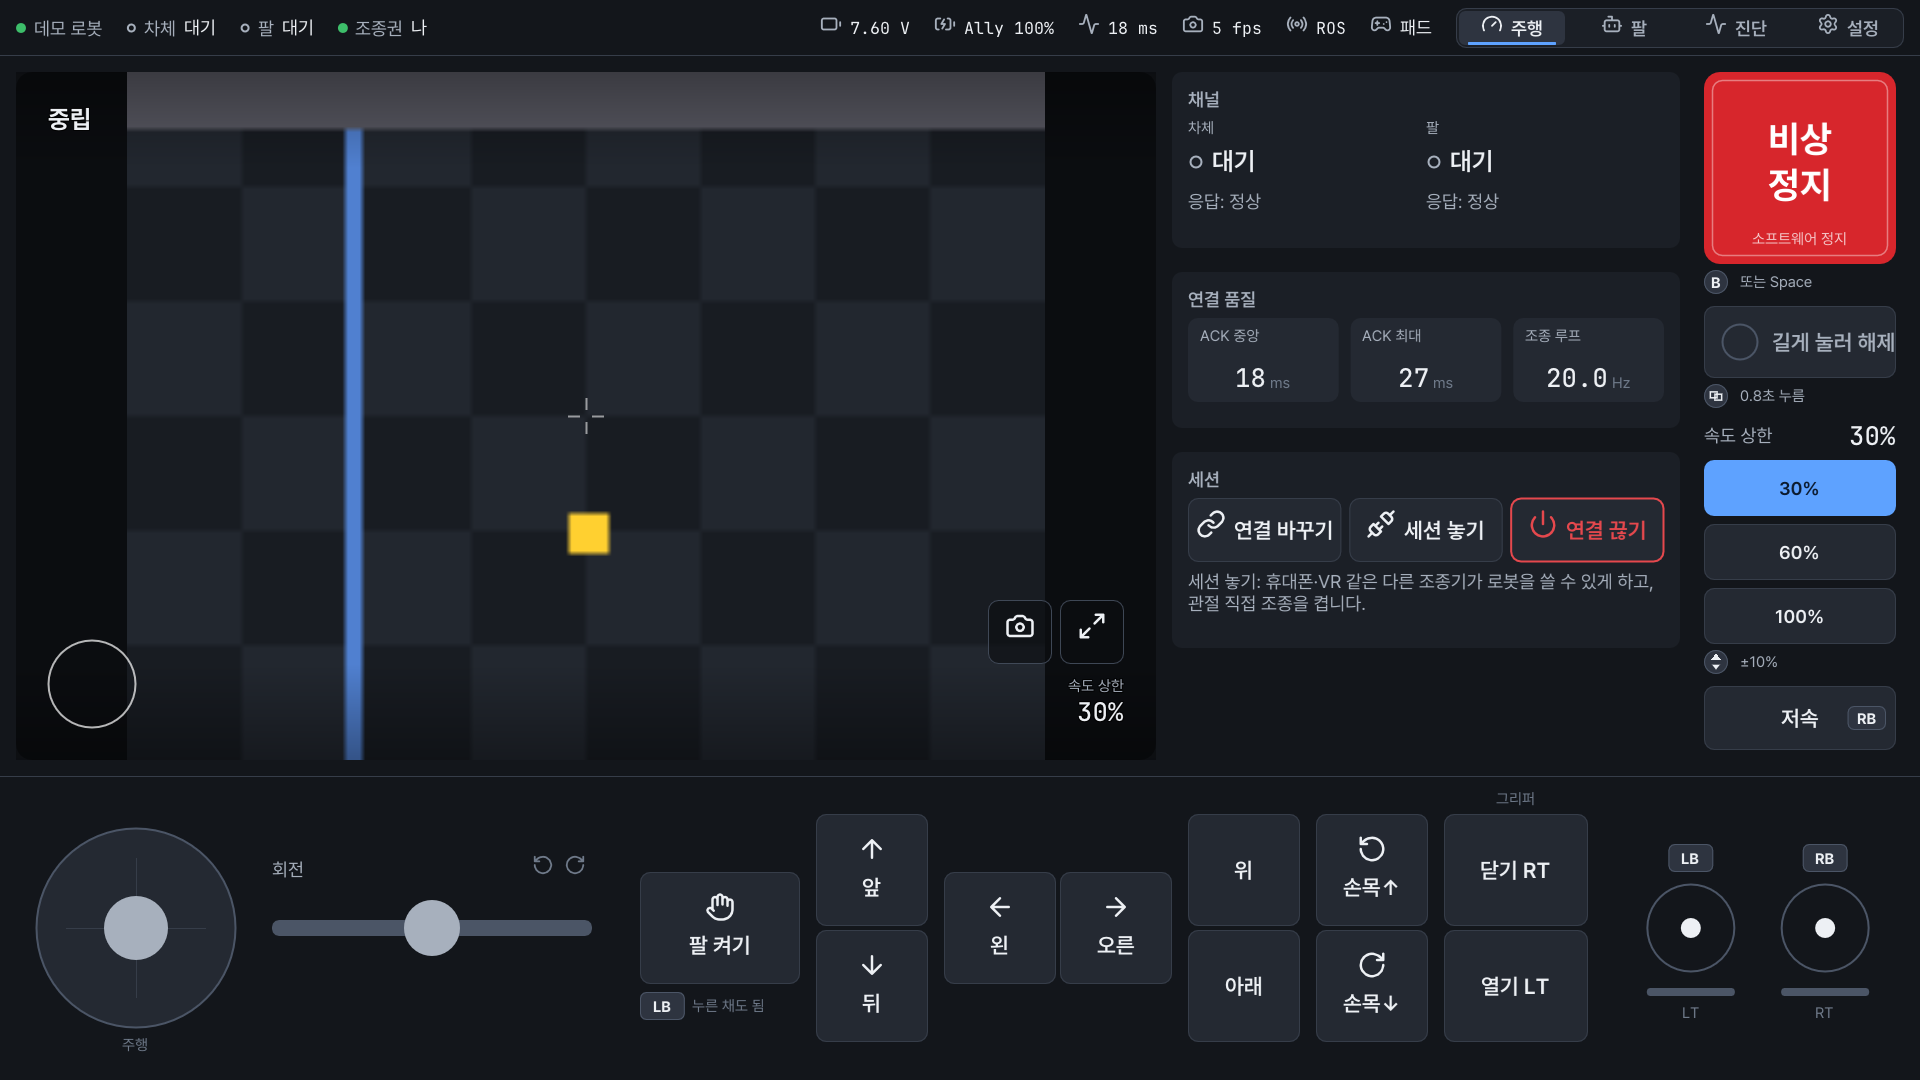 데모 로봇 차체 대기 팔 대기 조종권 나 7.60 V Ally 100% 18 ms 5 fps ROS 패드 주행 팔 진단 설정
중립
속도 상한
30%
채널
차체 팔
대기 대기
응답: 정상 응답: 정상
연결 품질
ACK 중앙 ACK 최대 조종 루프
18 ms 27 ms 20.0 Hz
세션
연결 바꾸기 세션 놓기 연결 끊기
세션 놓기: 휴대폰·VR 같은 다른 조종기가 로봇을 쓸 수 있게 하고,
관절 직접 조종을 켭니다.
비상
정지
소프트웨어 정지
B 또는 Space
길게 눌러 해제
0.8초 누름
속도 상한 30%
30%
60%
100%
±10%
저속 RB
회전
주행
팔 켜기
LB 누른 채도 됨
앞
뒤
왼 오른
위
아래
손목↑
손목↓
그리퍼
닫기 RT
열기 LT
LB RB
LT RT